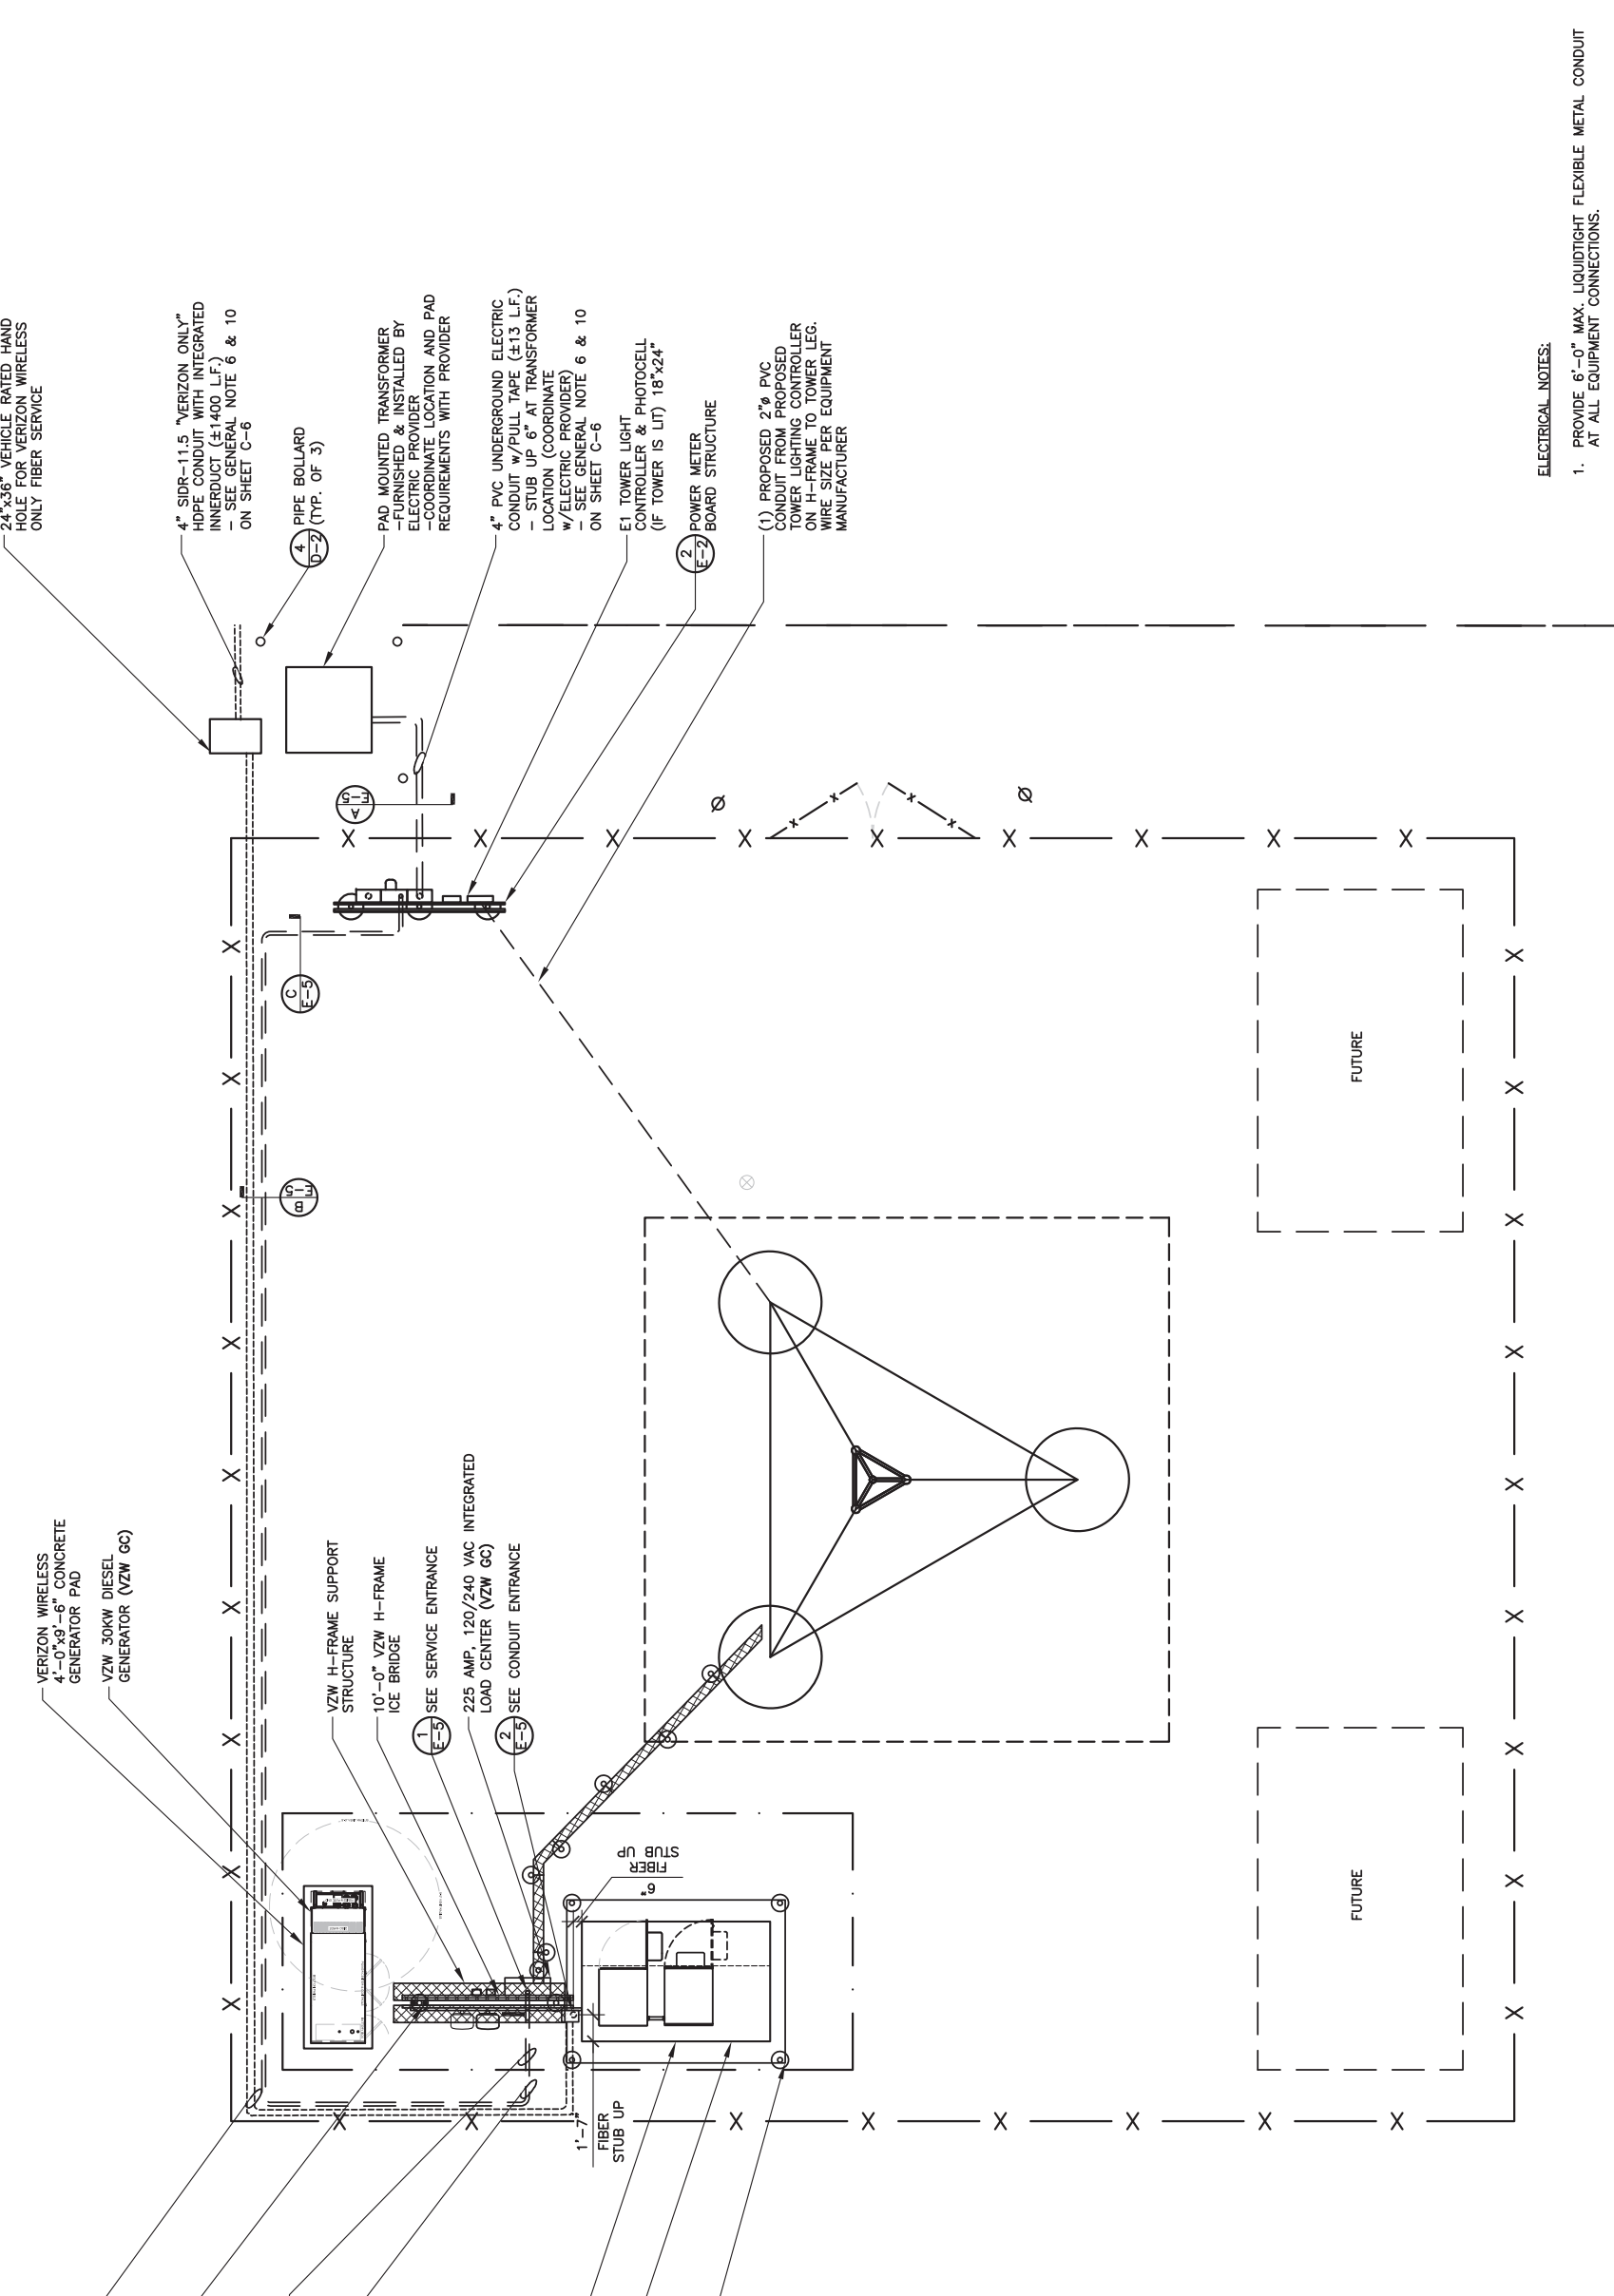 24"x36" VEHICLE RATED HAND
HOLE FOR VERIZON WIRELESS
ONLY FIBER SERVICE
4" SIDR-11.5 "VERIZON ONLY"
HDPE CONDUIT WITH INTEGRATED
INNERDUCT (±1400 L.F.)
- SEE GENERAL NOTE 6 & 10
ON SHEET C-6
4
D-2
PIPE BOLLARD
(TYP. OF 3)
PAD MOUNTED TRANSFORMER
-FURNISHED & INSTALLED BY
ELECTRIC PROVIDER
-COORDINATE LOCATION AND PAD
REQUIREMENTS WITH PROVIDER
4" PVC UNDERGROUND ELECTRIC
CONDUIT w/PULL TAPE (±13 L.F.)
- STUB UP 6" AT TRANSFORMER
LOCATION (COORDINATE
w/ELECTRIC PROVIDER)
- SEE GENERAL NOTE 6 & 10
ON SHEET C-6
E1 TOWER LIGHT
CONTROLLER & PHOTOCELL
(IF TOWER IS LIT) 18"x24"
2
E-2
POWER METER
BOARD STRUCTURE
(1) PROPOSED 2"ø PVC
CONDUIT FROM PROPOSED
TOWER LIGHTING CONTROLLER
ON H-FRAME TO TOWER LEG.
WIRE SIZE PER EQUIPMENT
MANUFACTURER
A
E-5
C
E-5
B
E-5
VERIZON WIRELESS
4'-0"x9'-6" CONCRETE
GENERATOR PAD
VZW 30KW DIESEL
GENERATOR (VZW GC)
VZW H-FRAME SUPPORT
STRUCTURE
10'-0" VZW H-FRAME
ICE BRIDGE
1
E-5
SEE SERVICE ENTRANCE
225 AMP, 120/240 VAC INTEGRATED
LOAD CENTER (VZW GC)
2
E-5
SEE CONDUIT ENTRANCE
6"
FIBER
STUB UP
1'-7"
FIBER
STUB UP
FUTURE
FUTURE
ELECTRICAL NOTES:
1. PROVIDE 6'-0" MAX. LIQUIDTIGHT FLEXIBLE METAL CONDUIT
AT ALL EQUIPMENT CONNECTIONS.